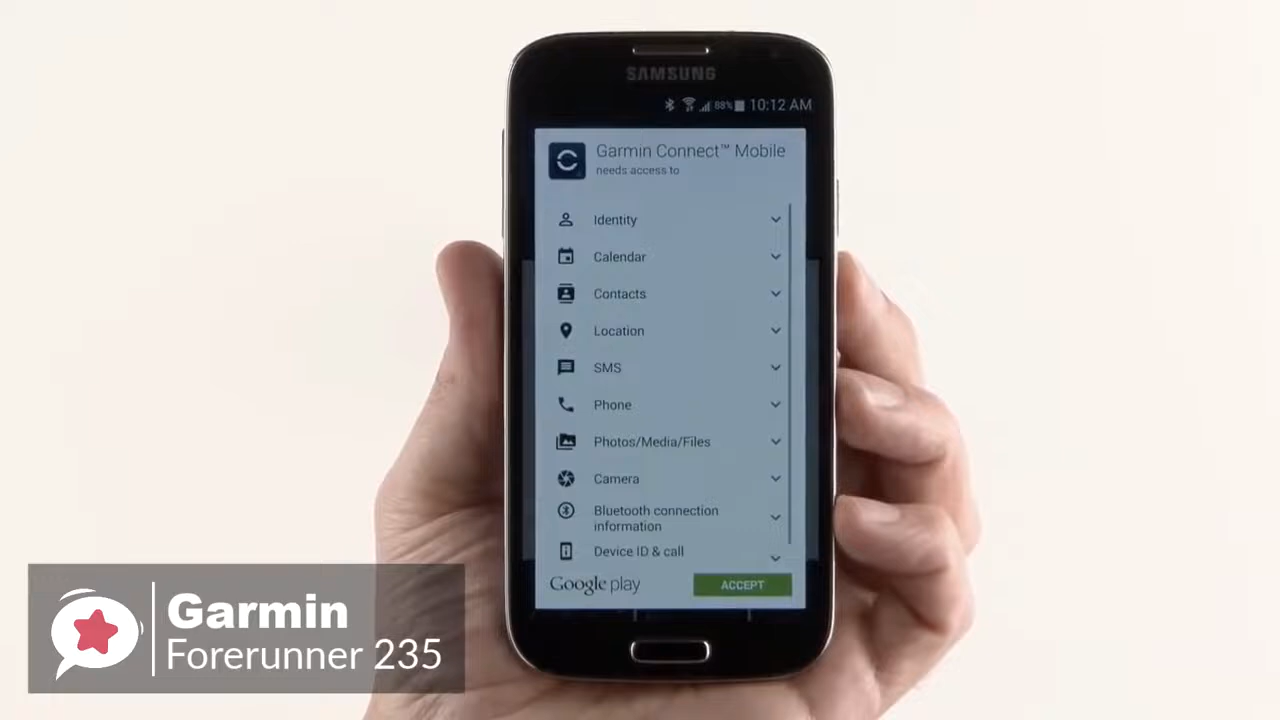 SAMSUNG
88% 10:12 AM
Garmin Connect™ Mobile
needs access to
Identity
Calendar
Contacts
Location
SMS
Phone
Photos/Media/Files
Camera
Bluetooth connection
information
Device ID & call
Google play
ACCEPT
Garmin
Forerunner 235